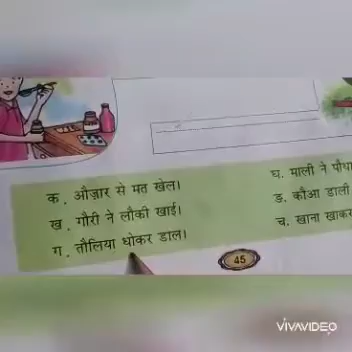 क. औज़ार से मत खेल।
ख. गौरी ने लौकी खाई।
ग. तौलिया धोकर डाल।
घ. माली ने
ङ. कौआ डाली
च. खाना खाकर
45
VIVAVIDEO